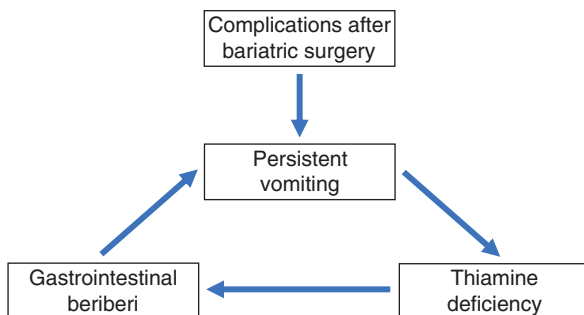 Complications after
bariatric surgery
Persistent
vomiting
Gastrointestinal
beriberi
Thiamine
deficiency